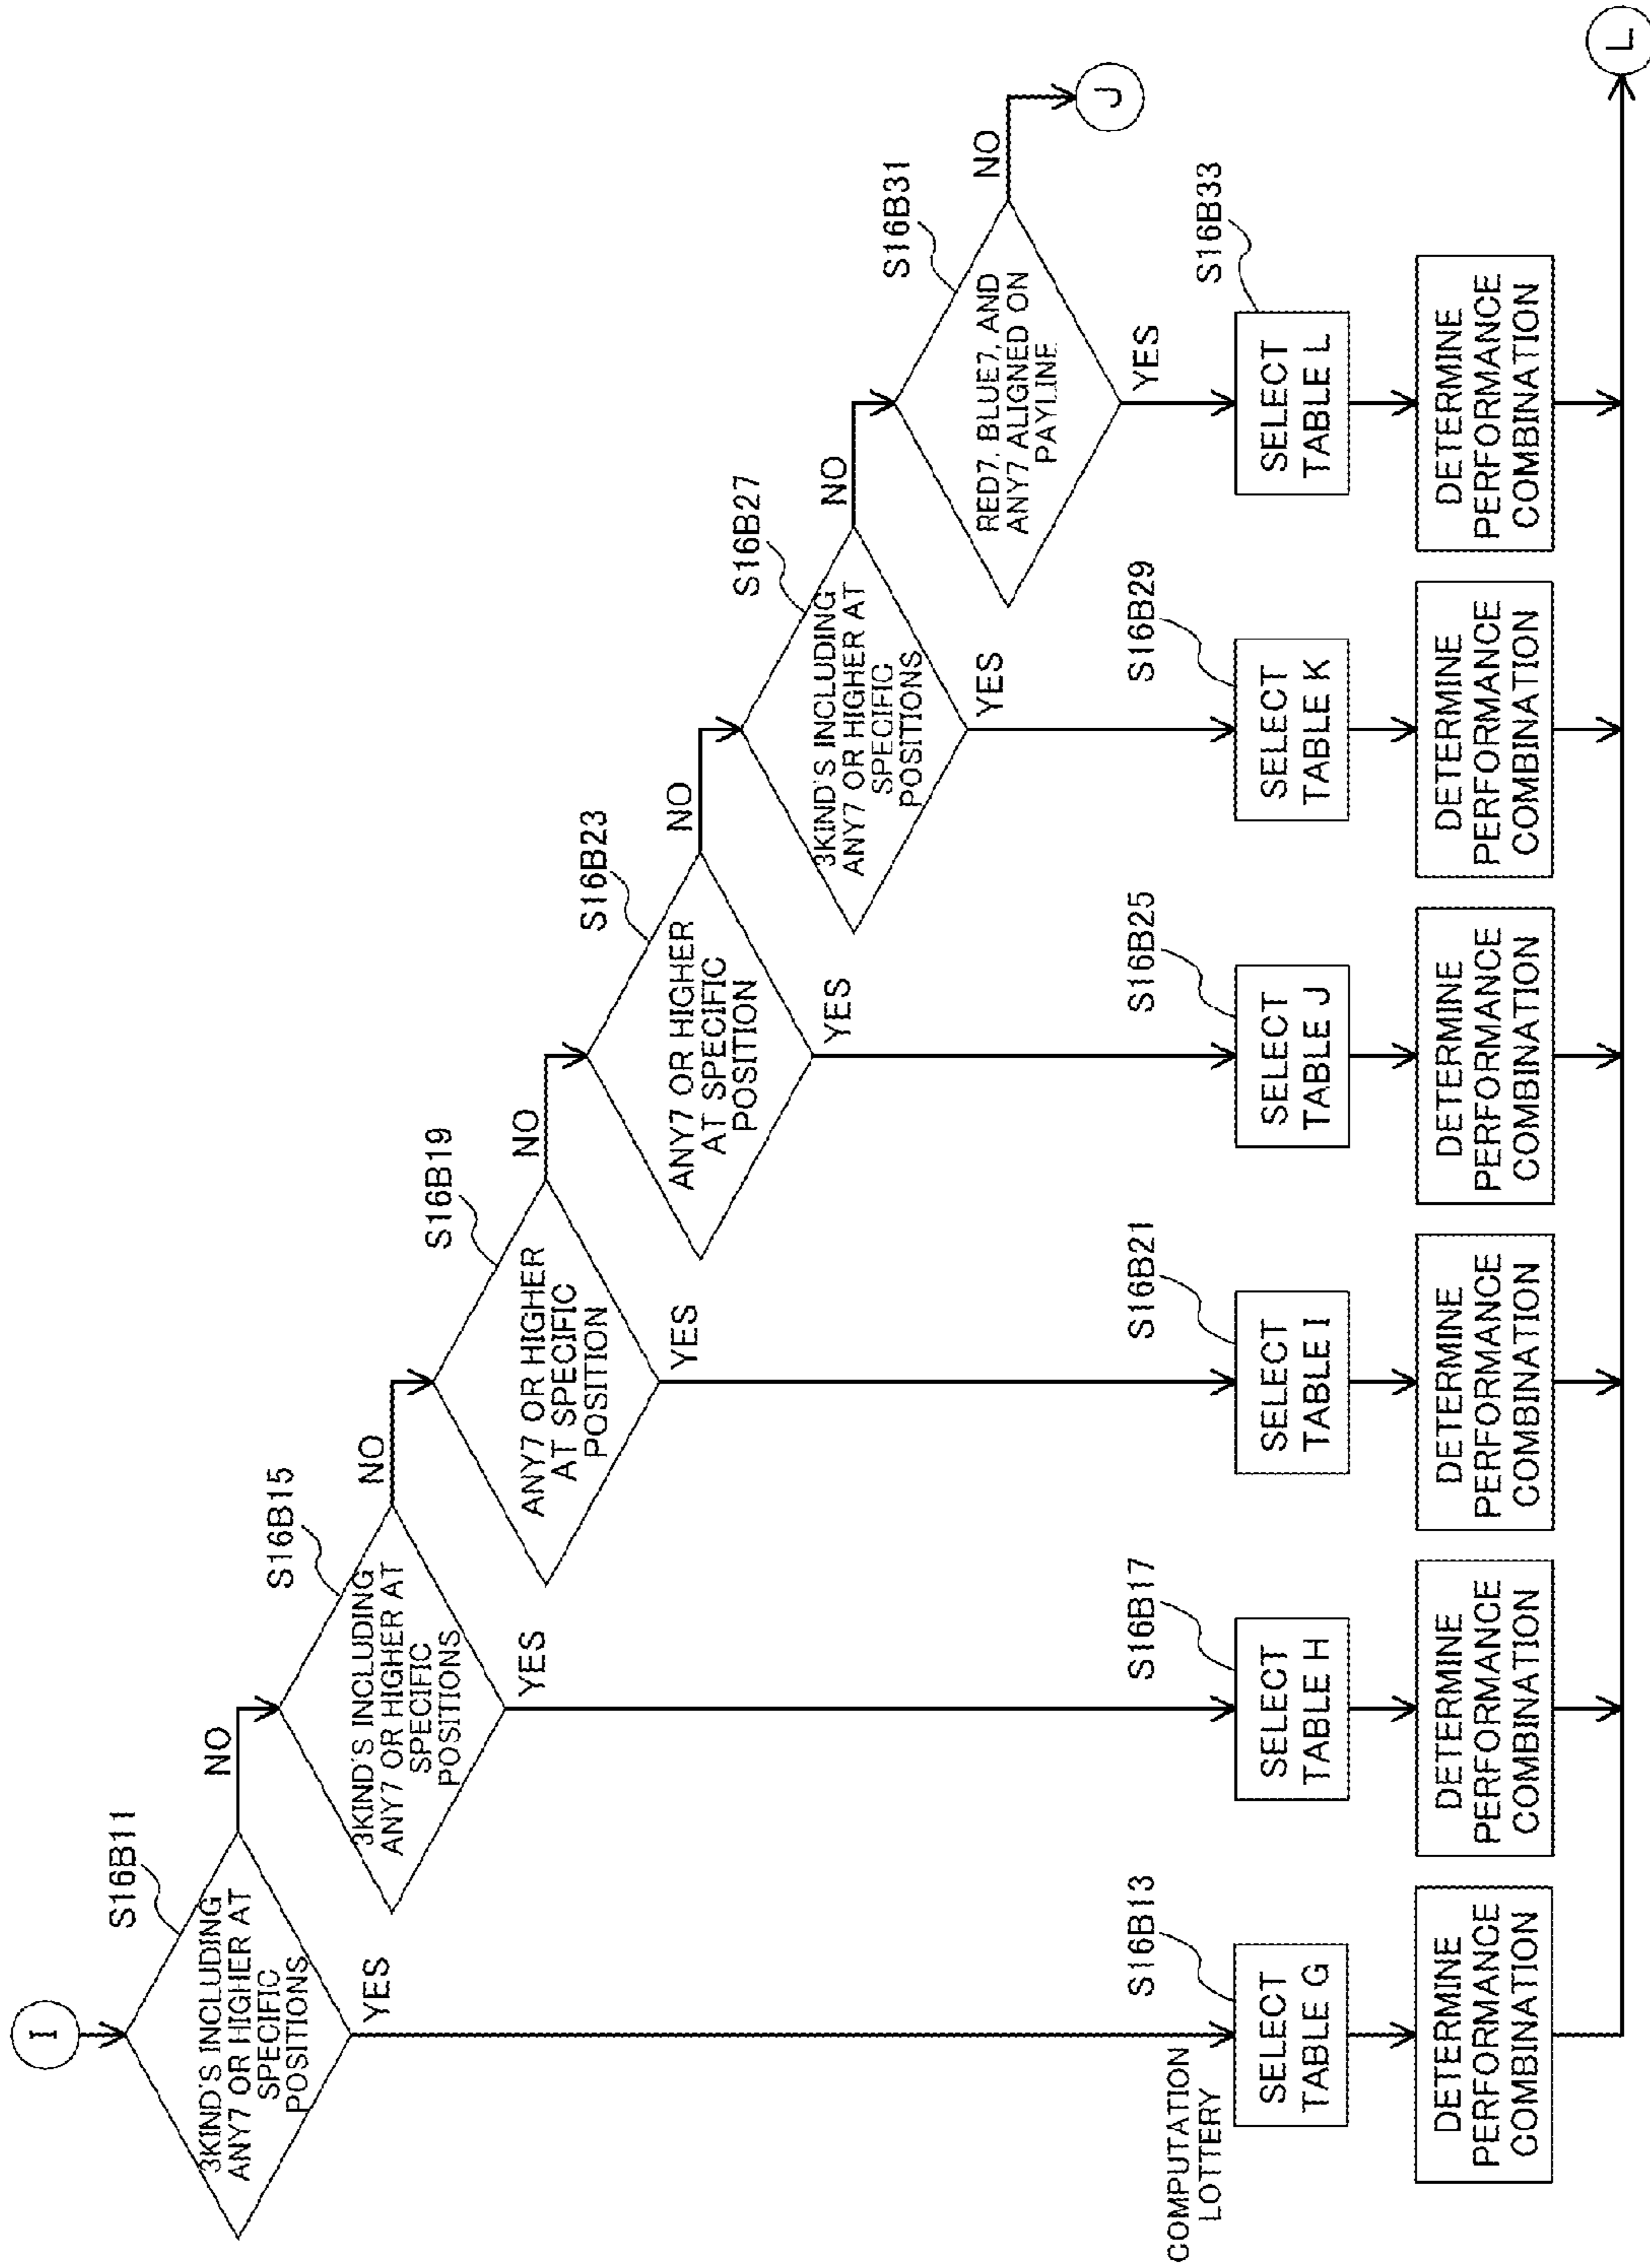 I
S16B11
3KIND'S INCLUDING
ANY7 OR HIGHER AT
SPECIFIC
POSITIONS
NO
YES
S16B15
3KIND'S INCLUDING
ANY7 OR HIGHER AT
SPECIFIC
POSITIONS
NO
YES
S16B19
ANY7 OR HIGHER
AT SPECIFIC
POSITION
NO
YES
S16B23
ANY7 OR HIGHER
AT SPECIFIC
POSITION
NO
YES
S16B27
3KIND'S INCLUDING
ANY7 OR HIGHER AT
SPECIFIC
POSITIONS
NO
YES
S16B31
RED7, BLUE7, AND
ANY7 ALIGNED ON
PAYLINE
NO
YES
J
COMPUTATION
LOTTERY
S16B13
SELECT
TABLE G
S16B17
SELECT
TABLE H
S16B21
SELECT
TABLE I
S16B25
SELECT
TABLE J
S16B29
SELECT
TABLE K
S16B33
SELECT
TABLE L
DETERMINE
PERFORMANCE
COMBINATION
DETERMINE
PERFORMANCE
COMBINATION
DETERMINE
PERFORMANCE
COMBINATION
DETERMINE
PERFORMANCE
COMBINATION
DETERMINE
PERFORMANCE
COMBINATION
DETERMINE
PERFORMANCE
COMBINATION
L